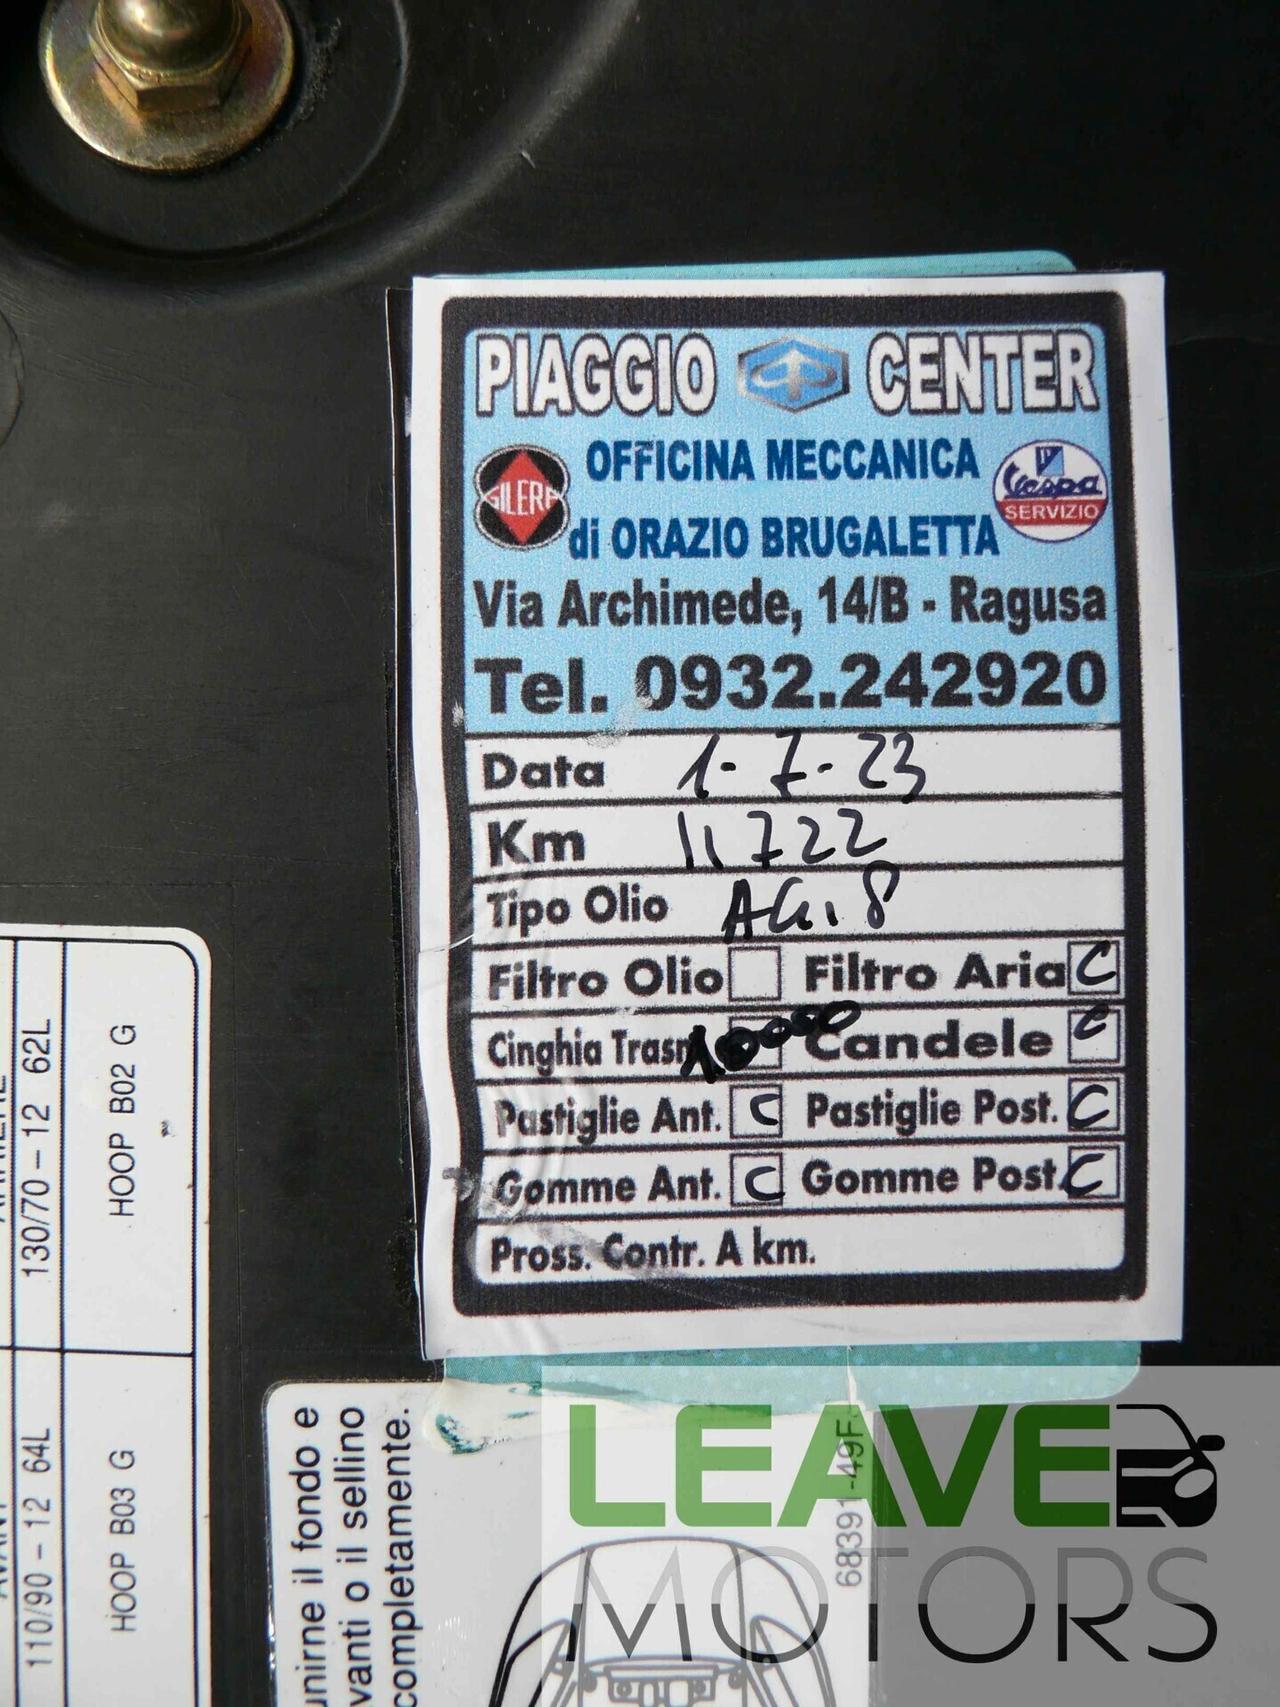 PIAGGIO CENTER
GILERA
OFFICINA MECCANICA
Vespa
SERVIZIO
di ORAZIO BRUGALETTA
Via Archimede, 14/B - Ragusa
Tel. 0932.242920
Data 1-7-23
Km 11722
Tipo Olio
Filtro Olio Filtro Aria C
Cinghia Trasm 10000 Candele C
Pastiglie Ant. C Pastiglie Post. C
Gomme Ant. C Gomme Post. C
Pross. Contr. A km.
130/70 - 12 62L
HOOP B02 G
110/90 - 12 64L
HOOP B03 G
unirne il fondo e
vanti o il sellino
completamente.
LEAVE
MOTORS